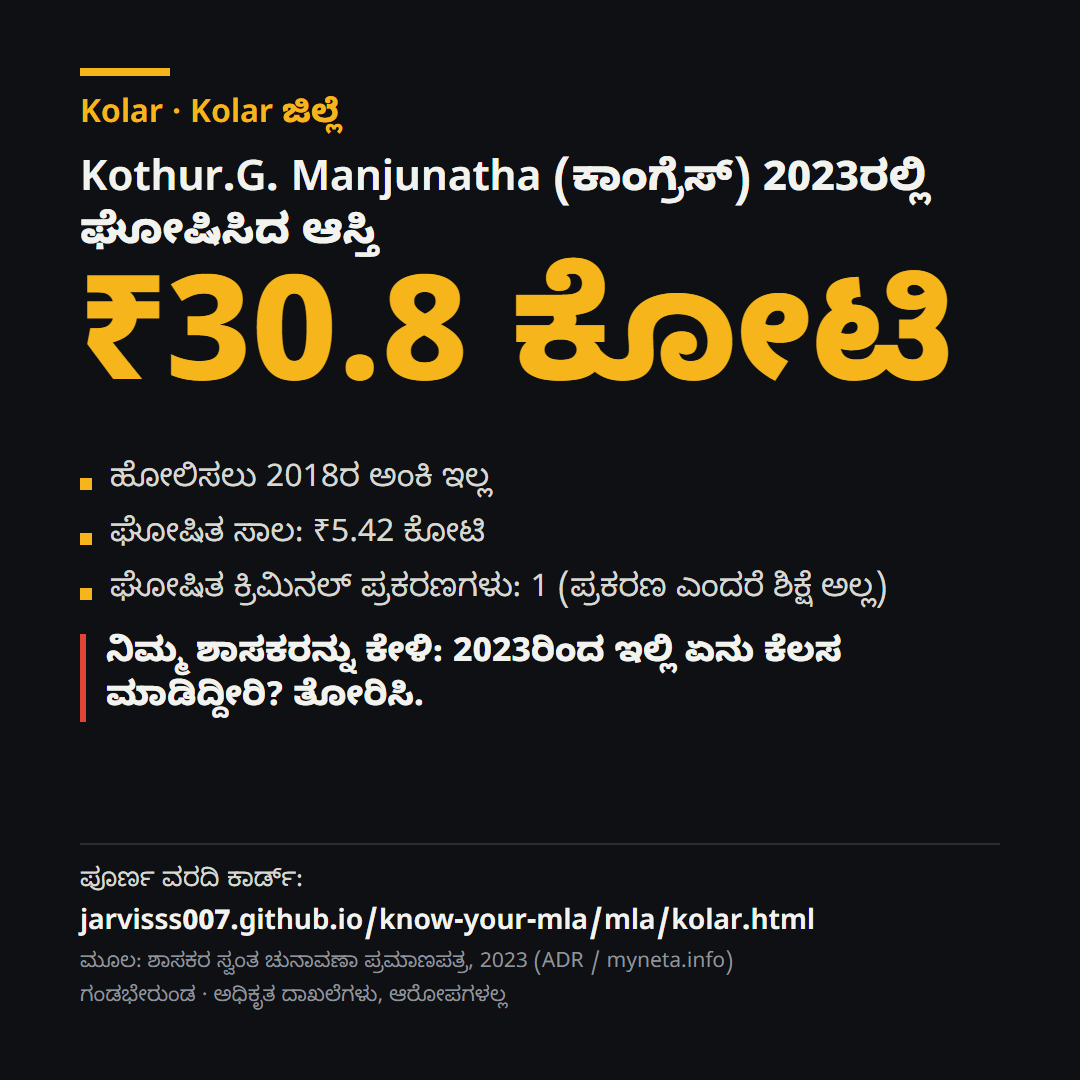 Kolar · Kolar ಜಿಲ್ಲೆ
Kothur.G. Manjunatha (ಕಾಂಗ್ರೆಸ್) 2023ರಲ್ಲಿ
ಘೋಷಿಸಿದ ಆಸ್ತಿ
₹30.8 ಕೋಟಿ
ಹೋಲಿಸಲು 2018ರ ಅಂಕಿ ಇಲ್ಲ
ಘೋಷಿತ ಸಾಲ: ₹5.42 ಕೋಟಿ
ಘೋಷಿತ ಕ್ರಿಮಿನಲ್ ಪ್ರಕರಣಗಳು: 1 (ಪ್ರಕರಣ ಎಂದರೆ ಶಿಕ್ಷೆ ಅಲ್ಲ)
ನಿಮ್ಮ ಶಾಸಕರನ್ನು ಕೇಳಿ: 2023ರಿಂದ ಇಲ್ಲಿ ಏನು ಕೆಲಸ
ಮಾಡಿದ್ದೀರಿ? ತೋರಿಸಿ.
ಪೂರ್ಣ ವರದಿ ಕಾರ್ಡ್:
jarvisss007.github.io/know-your-mla/mla/kolar.html
ಮೂಲ: ಶಾಸಕರ ಸ್ವಂತ ಚುನಾವಣಾ ಪ್ರಮಾಣಪತ್ರ, 2023 (ADR / myneta.info)
ಗಂಡಭೇರುಂಡ · ಅಧಿಕೃತ ದಾಖಲೆಗಳು, ಆರೋಪಗಳಲ್ಲ